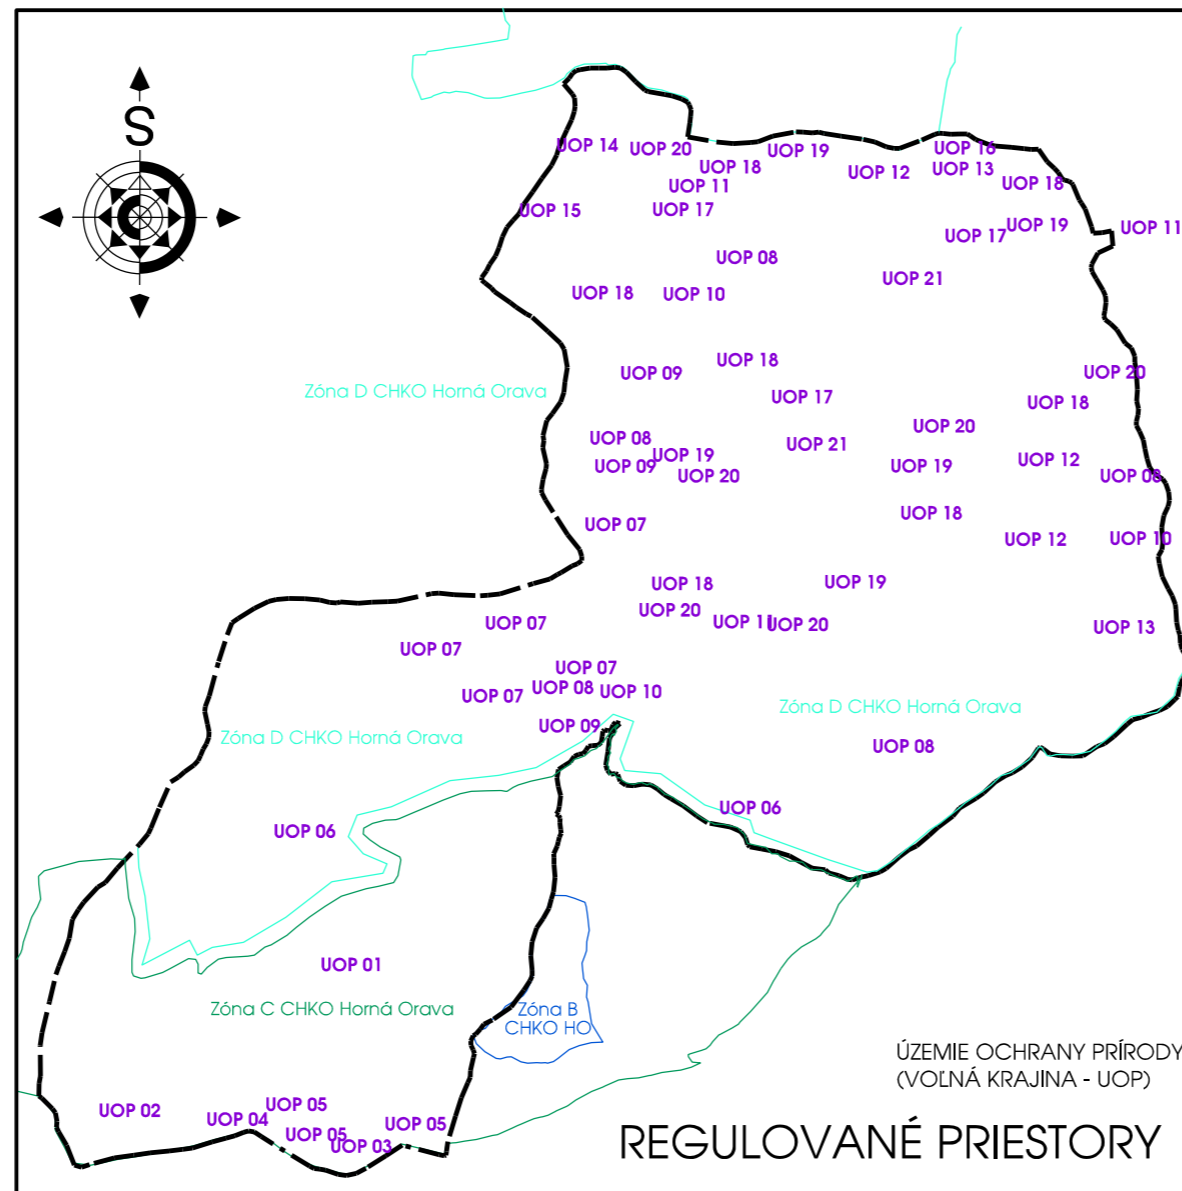 S
UOP 14
UOP 20
UOP 19
UOP 16
UOP 18
UOP 12
UOP 13
UOP 11
UOP 18
UOP 15
UOP 17
UOP 19
UOP 11
UOP 17
UOP 08
UOP 21
UOP 18
UOP 10
UOP 18
UOP 09
UOP 20
Zóna D CHKO Horná Orava
UOP 17
UOP 18
UOP 20
UOP 08
UOP 21
UOP 19
UOP 12
UOP 09
UOP 19
UOP 20
UOP 08
UOP 18
UOP 07
UOP 12
UOP 10
UOP 18
UOP 19
UOP 20
UOP 11
UOP 20
UOP 07
UOP 13
UOP 07
UOP 07
UOP 08
UOP 10
UOP 07
Zóna D CHKO Horná Orava
UOP 09
Zóna D CHKO Horná Orava
UOP 08
UOP 06
UOP 06
UOP 01
Zóna C CHKO Horná Orava
Zóna B
CHKO HO
ÚZEMIE OCHRANY PRÍRODY
(VOĽNÁ KRAJINA - UOP)
UOP 05
UOP 02
UOP 04
UOP 05
UOP 05
UOP 03
REGULOVANÉ PRIESTORY